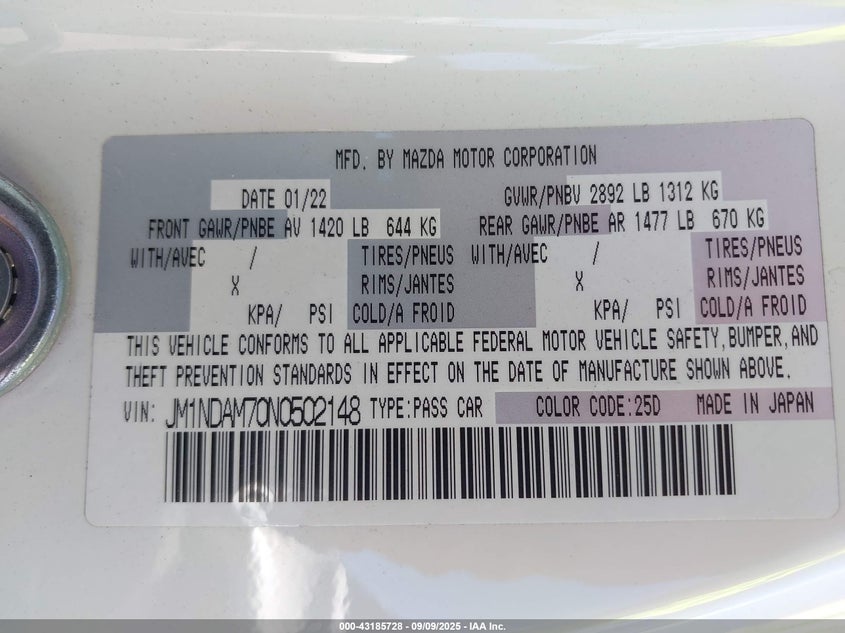 MFD. BY MAZDA MOTOR CORPORATION
DATE 01/22 GVWR/PNBV 2892 LB 1312 KG
FRONT GAWR/PNBE AV 1420 LB 644 KG REAR GAWR/PNBE AR 1477 LB 670 KG
WITH/AVEC / TIRES/PNEUS WITH/AVEC / TIRES/PNEUS
X RIMS/JANTES X RIMS/JANTES
KPA/ PSI COLD/A FROID KPA/ PSI COLD/A FROID
THIS VEHICLE CONFORMS TO ALL APPLICABLE FEDERAL MOTOR VEHICLE SAFETY,BUMPER,AND
THEFT PREVENTION STANDARDS IN EFFECT ON THE DATE OF MANUFACTURE SHOWN ABOVE.
VIN: JM1NDAM70N0502148 TYPE:PASS CAR COLOR CODE:25D MADE IN JAPAN
000-43185728 - 09/09/2025 - IAA Inc.